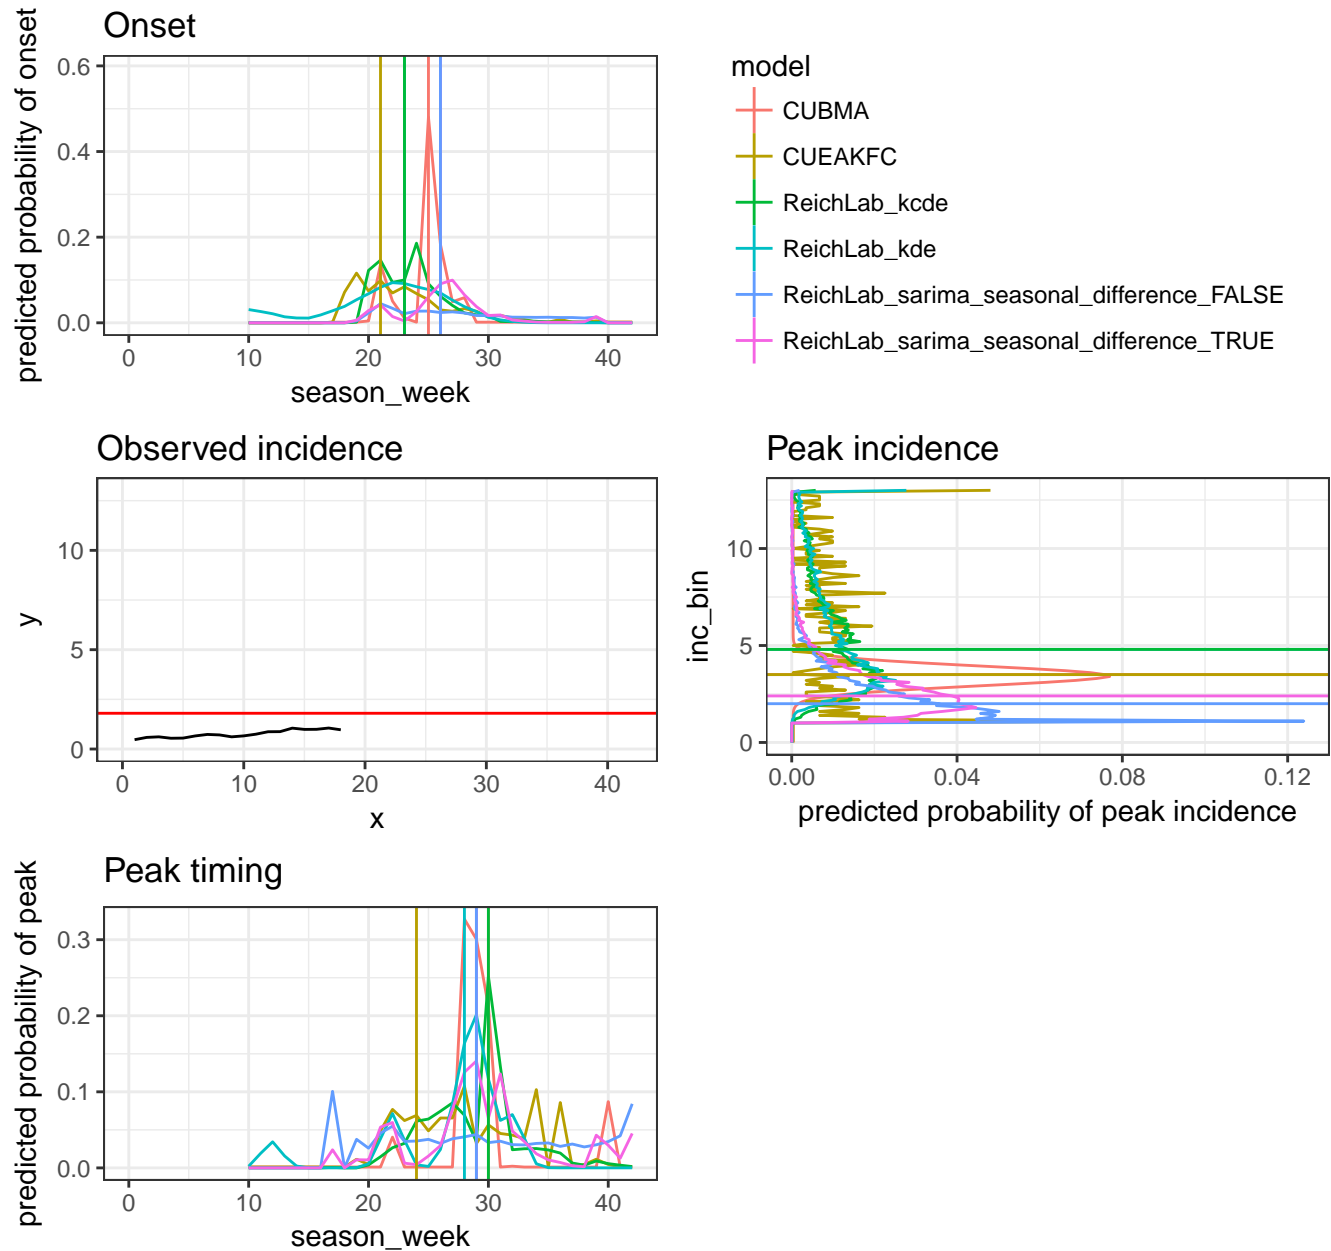 Onset
predicted probability of onset
0.6
0.4
0.2
0.0
0 10 20 30 40
season_week
model
CUBMA
CUEAKFC
ReichLab_kcde
ReichLab_kde
ReichLab_sarima_seasonal_difference_FALSE
ReichLab_sarima_seasonal_difference_TRUE
Observed incidence
y
10
5
0
0 10 20 30 40
x
Peak incidence
inc_bin
10
5
0
0.00 0.04 0.08 0.12
predicted probability of peak incidence
Peak timing
predicted probability of peak
0.3
0.2
0.1
0.0
0 10 20 30 40
season_week